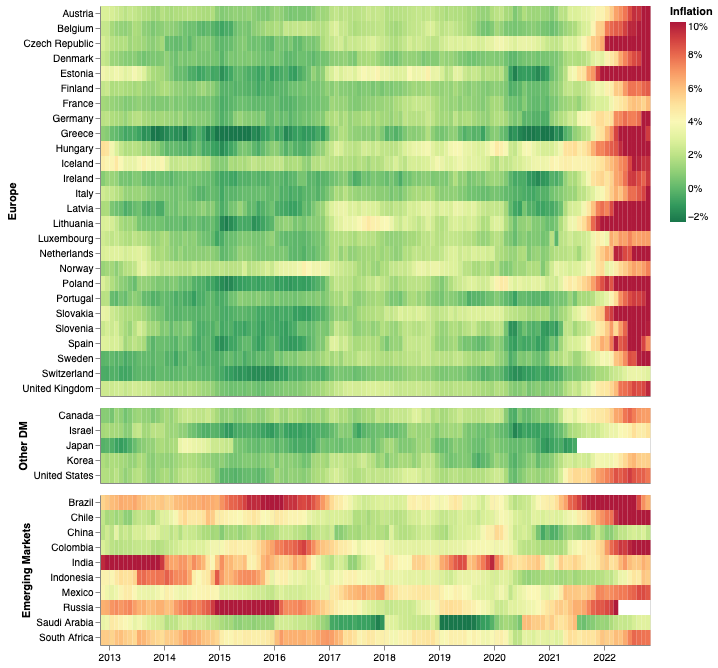 Inflation
10%
8%
6%
4%
2%
0%
−2%
Europe
Austria
Belgium
Czech Republic
Denmark
Estonia
Finland
France
Germany
Greece
Hungary
Iceland
Ireland
Italy
Latvia
Lithuania
Luxembourg
Netherlands
Norway
Poland
Portugal
Slovakia
Slovenia
Spain
Sweden
Switzerland
United Kingdom
Other DM
Canada
Israel
Japan
Korea
United States
Emerging Markets
Brazil
Chile
China
Colombia
India
Indonesia
Mexico
Russia
Saudi Arabia
South Africa
2013 2014 2015 2016 2017 2018 2019 2020 2021 2022